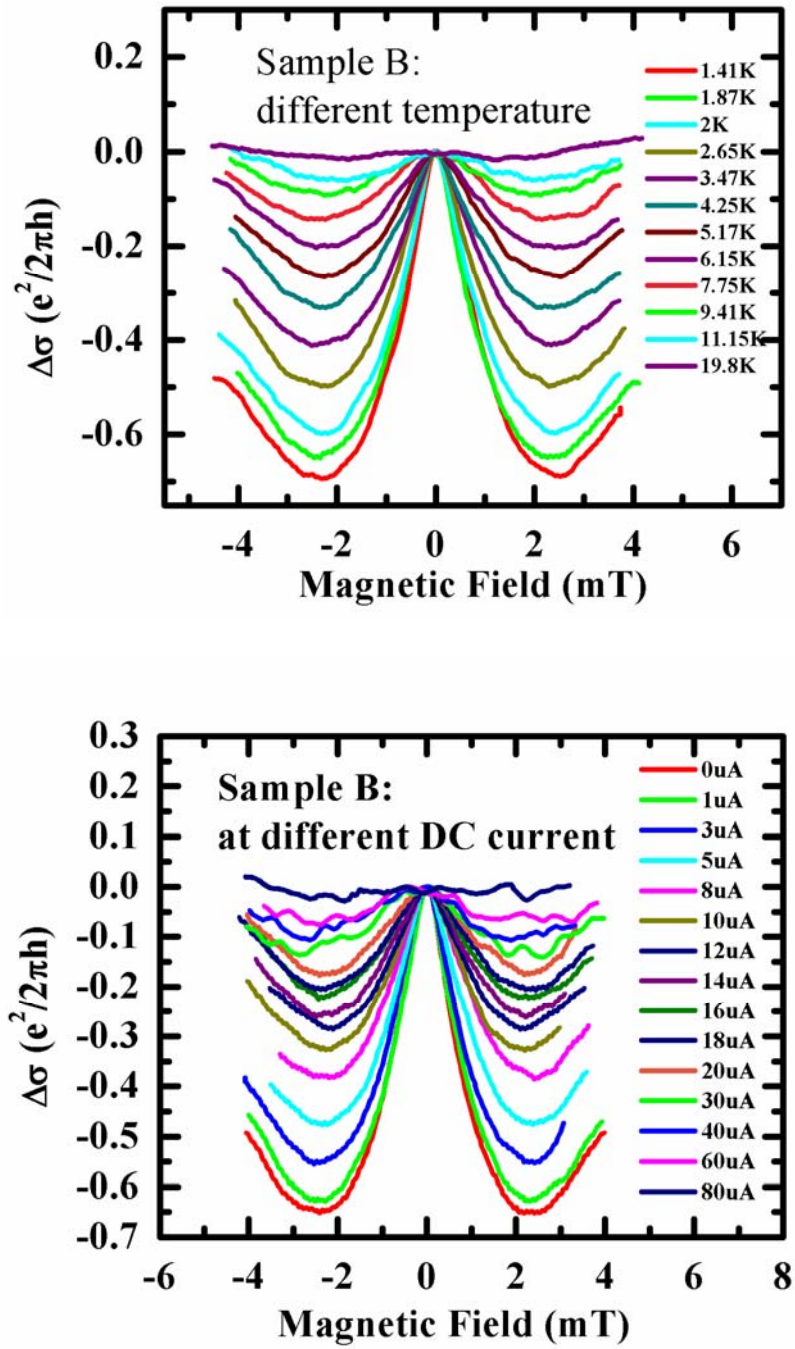 Sample B:
different temperature
1.41K
1.87K
2K
2.65K
3.47K
4.25K
5.17K
6.15K
7.75K
9.41K
11.15K
19.8K
0.2
0.0
-0.2
-0.4
-0.6
Δσ (e²/2πh)
-4 -2 0 2 4 6
Magnetic Field (mT)
Sample B:
at different DC current
0uA
1uA
3uA
5uA
8uA
10uA
12uA
14uA
16uA
18uA
20uA
30uA
40uA
60uA
80uA
0.3
0.2
0.1
0.0
-0.1
-0.2
-0.3
-0.4
-0.5
-0.6
-0.7
Δσ (e²/2πh)
-6 -4 -2 0 2 4 6 8
Magnetic Field (mT)